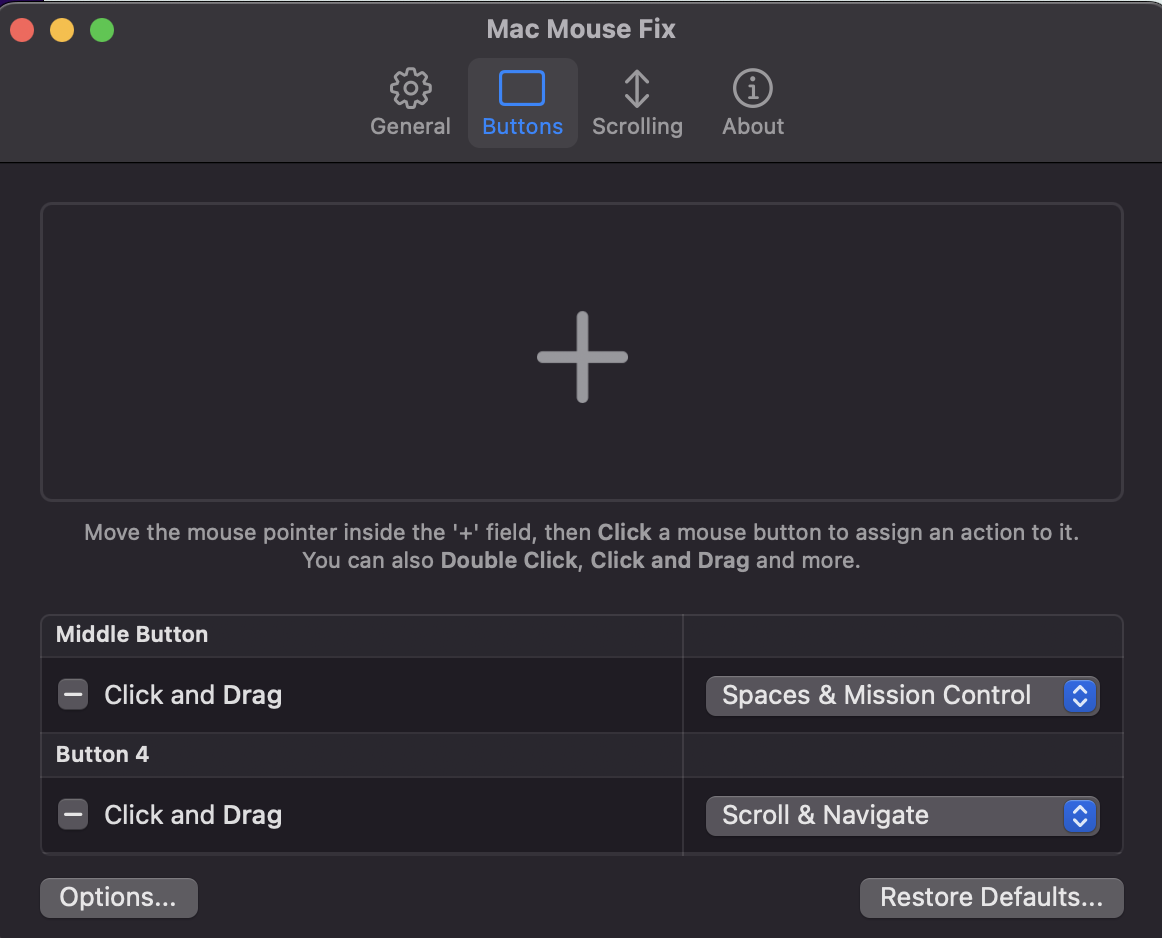 Mac Mouse Fix
General
Buttons
Scrolling
About
Move the mouse pointer inside the '+' field, then Click a mouse button to assign an action to it.
You can also Double Click, Click and Drag and more.
Middle Button
Click and Drag
Spaces & Mission Control
Button 4
Click and Drag
Scroll & Navigate
Options...
Restore Defaults...